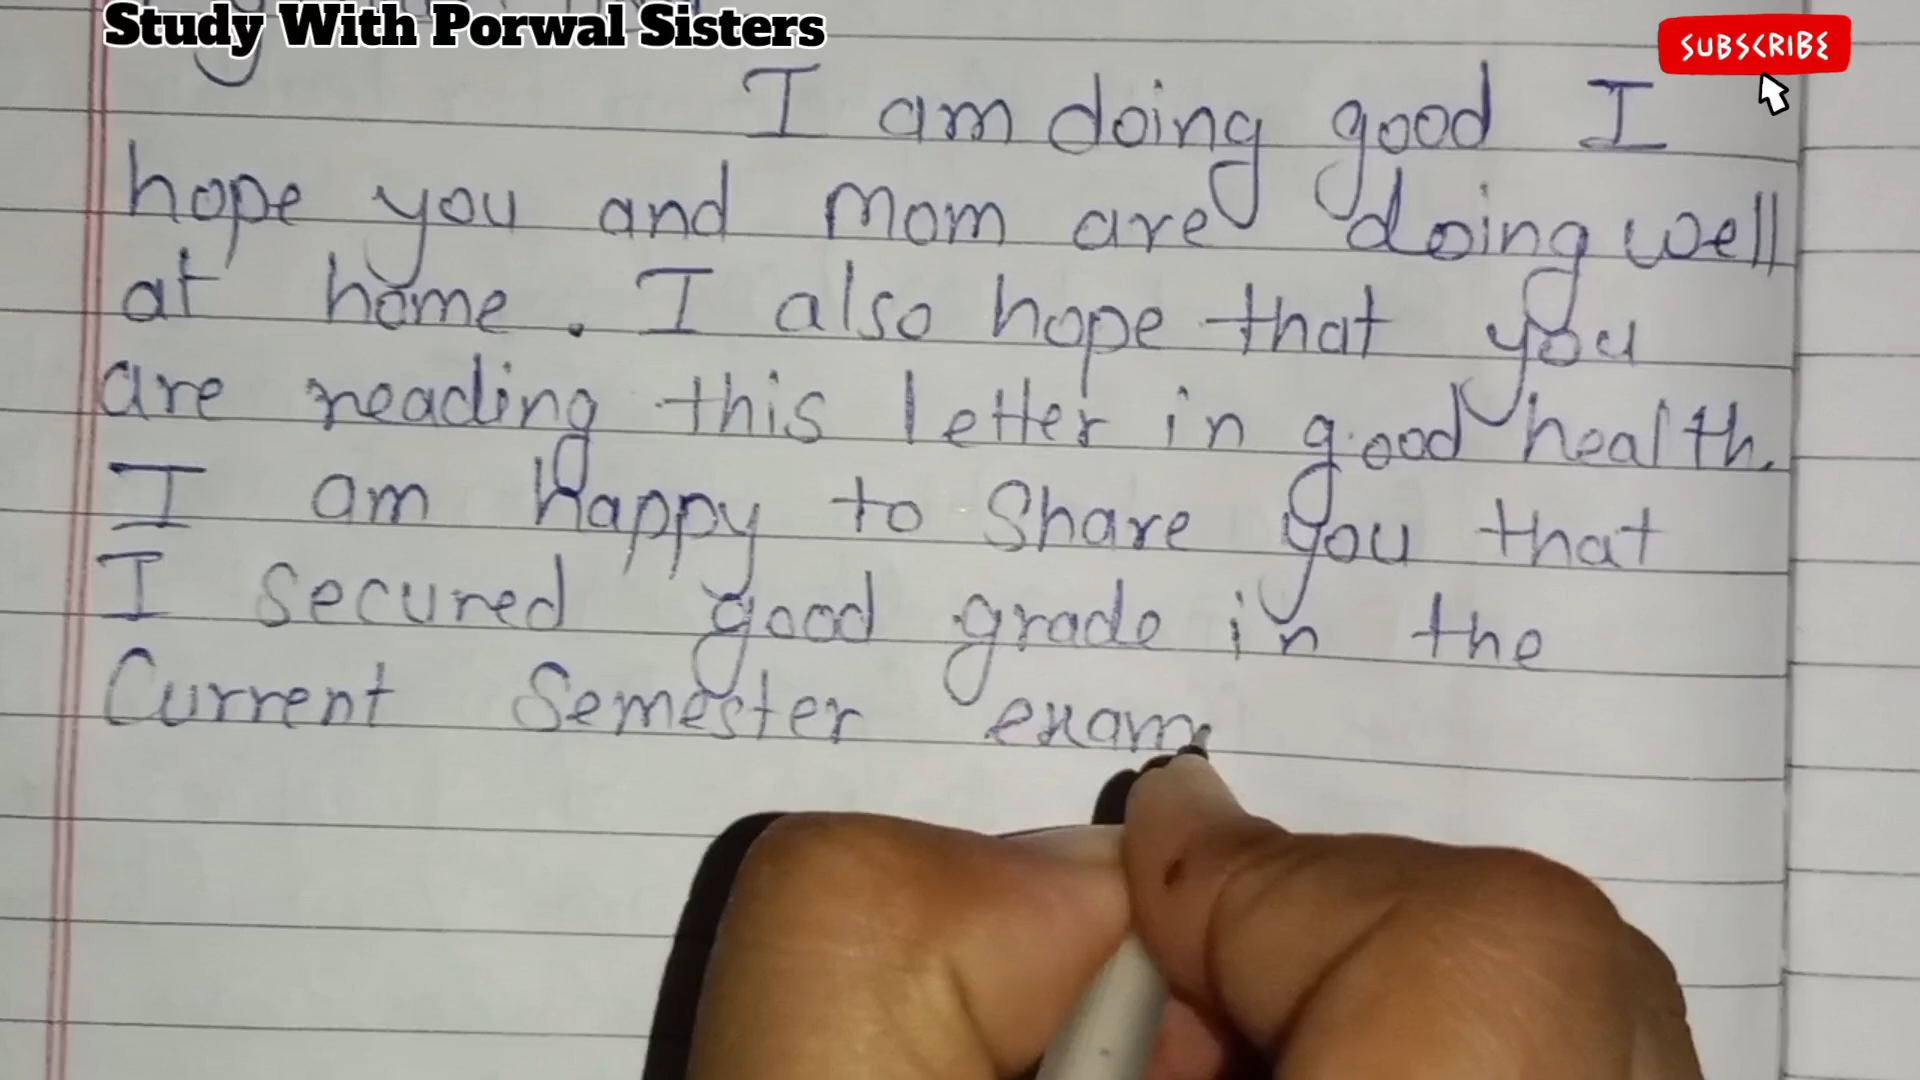 Study With Porwal Sisters
SUBSCRIBE
I am doing good I
hope you and mom are doing well
at home. I also hope that you
are reading this letter in good health.
I am happy to Share you that
I secured good grade in the
Current Semester exam